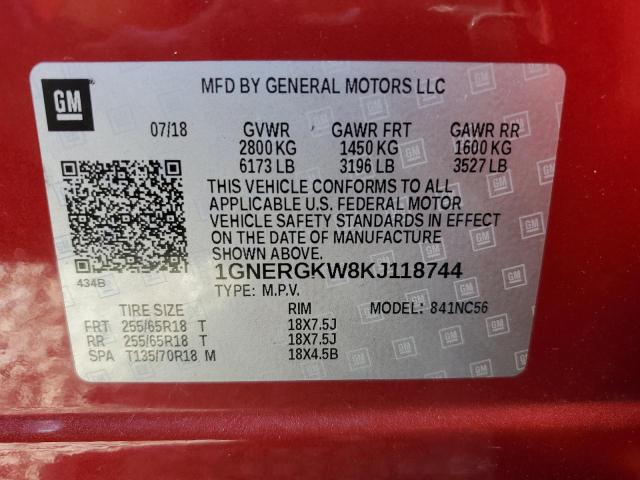 GM
MFD BY GENERAL MOTORS LLC
07/18 GVWR GAWR FRT GAWR RR
2800 KG 1450 KG 1600 KG
6173 LB 3196 LB 3527 LB
THIS VEHICLE CONFORMS TO ALL
APPLICABLE U.S. FEDERAL MOTOR
VEHICLE SAFETY STANDARDS IN EFFECT
ON THE DATE OF MANUFACTURE
SHOWN ABOVE.
434B
1GNERGKW8KJ118744
TYPE: M.P.V. MODEL: 841NC56
TIRE SIZE RIM
FRT 255/65R18 T 18X7.5J
RR 255/65R18 T 18X7.5J
SPA T135/70R18 M 18X4.5B